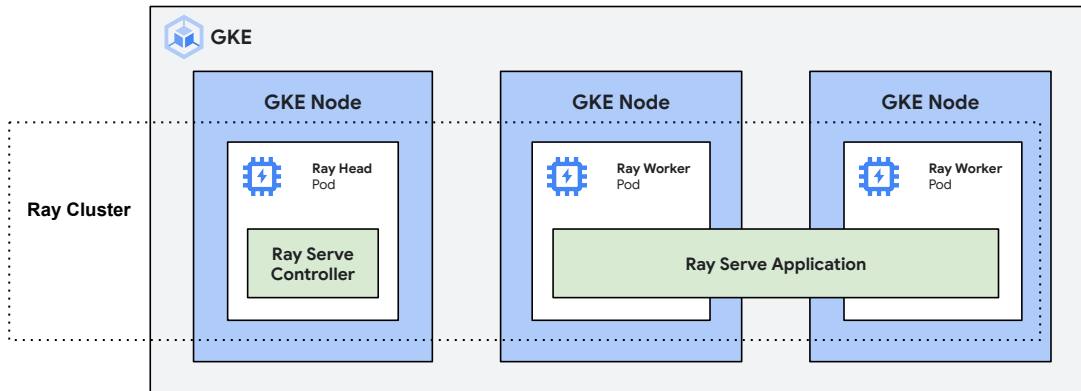 GKE
GKE Node
GKE Node
GKE Node
Ray Head
Pod
Ray Worker
Pod
Ray Worker
Pod
Ray Cluster
Ray Serve
Controller
Ray Serve Application